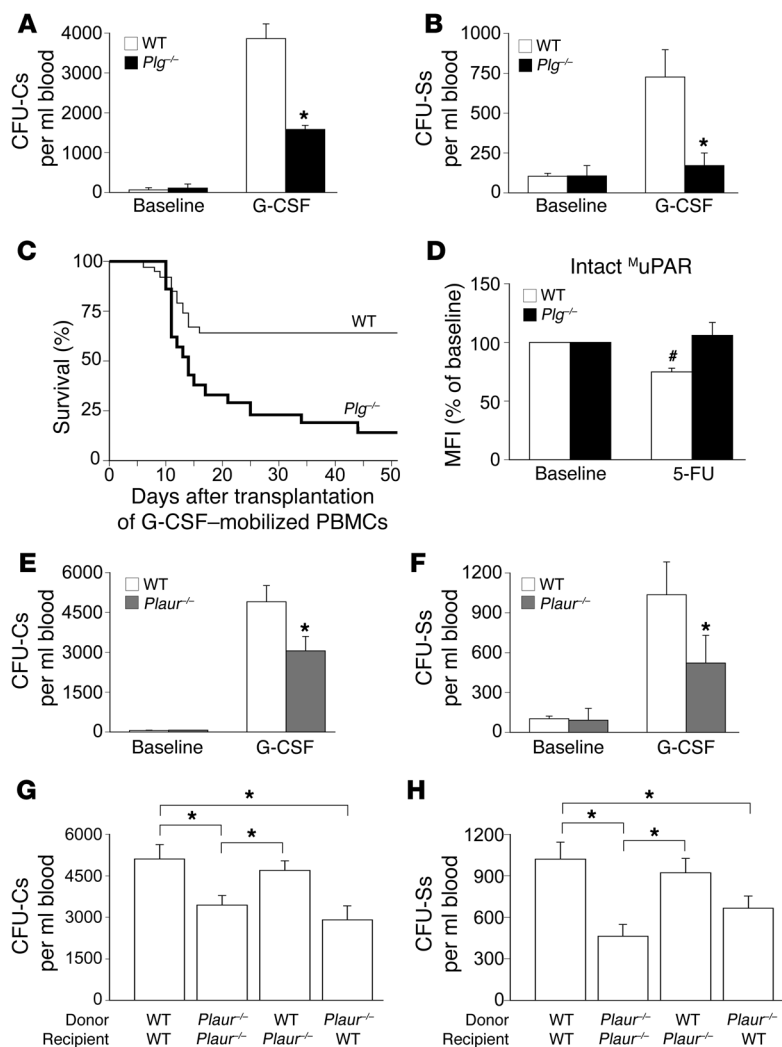 A
CFU-Cs
per ml blood
4000
3000
2000
1000
0
WT
Plg–/–
*
Baseline
G-CSF
B
CFU-Ss
per ml blood
1000
750
500
250
0
WT
Plg–/–
*
Baseline
G-CSF
C
Survival (%)
100
75
50
25
0
WT
Plg–/–
0
10
20
30
40
50
Days after transplantation
of G-CSF–mobilized PBMCs
D
Intact MuPAR
MFI (% of baseline)
150
100
50
0
WT
Plg–/–
#
Baseline
5-FU
E
CFU-Cs
per ml blood
6000
4500
3000
1500
0
WT
Plaur–/–
*
Baseline
G-CSF
F
CFU-Ss
per ml blood
1200
900
600
300
0
WT
Plaur–/–
*
Baseline
G-CSF
G
CFU-Cs
per ml blood
6000
4500
3000
1500
0
*
* *
Donor WT Plaur–/– WT Plaur–/–
Recipient WT Plaur–/– Plaur–/– WT
H
CFU-Ss
per ml blood
1200
900
600
300
0
*
* *
WT Plaur–/– WT Plaur–/–
WT Plaur–/– Plaur–/– WT
Donor
Recipient